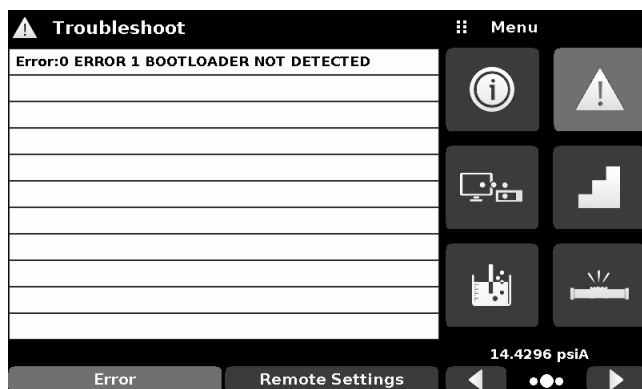 Troubleshoot
Menu
Error:0 ERROR 1 BOOTLOADER NOT DETECTED
14.4296 psiA
Error
Remote Settings